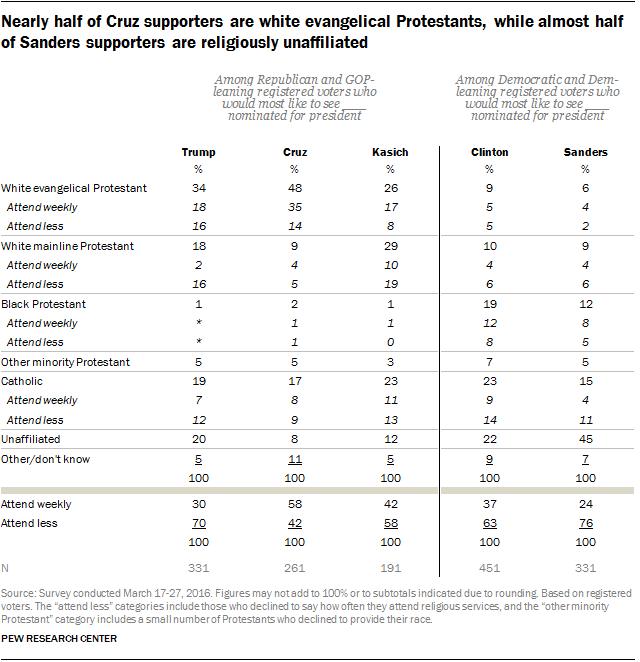 Nearly half of Cruz supporters are white evangelical Protestants, while almost half
of Sanders supporters are religiously unaffiliated
Among Republican and GOP-
leaning registered voters who
would most like to see ____
nominated for president
Among Democratic and Dem-
leaning registered voters who
would most like to see ____
nominated for president
Trump Cruz Kasich Clinton Sanders
% % % % %
White evangelical Protestant 34 48 26 9 6
Attend weekly 18 35 17 5 4
Attend less 16 14 8 5 2
White mainline Protestant 18 9 29 10 9
Attend weekly 2 4 10 4 4
Attend less 16 5 19 6 6
Black Protestant 1 2 1 19 12
Attend weekly * 1 1 12 8
Attend less * 1 0 8 5
Other minority Protestant 5 5 3 7 5
Catholic 19 17 23 23 15
Attend weekly 7 8 11 9 4
Attend less 12 9 13 14 11
Unaffiliated 20 8 12 22 45
Other/don't know 5 11 5 9 7
100 100 100 100 100
Attend weekly 30 58 42 37 24
Attend less 70 42 58 63 76
100 100 100 100 100
N 331 261 191 451 331
Source: Survey conducted March 17-27, 2016. Figures may not add to 100% or to subtotals indicated due to rounding. Based on registered
voters. The “attend less” categories include those who declined to say how often they attend religious services, and the “other minority
Protestant” category includes a small number of Protestants who declined to provide their race.
PEW RESEARCH CENTER